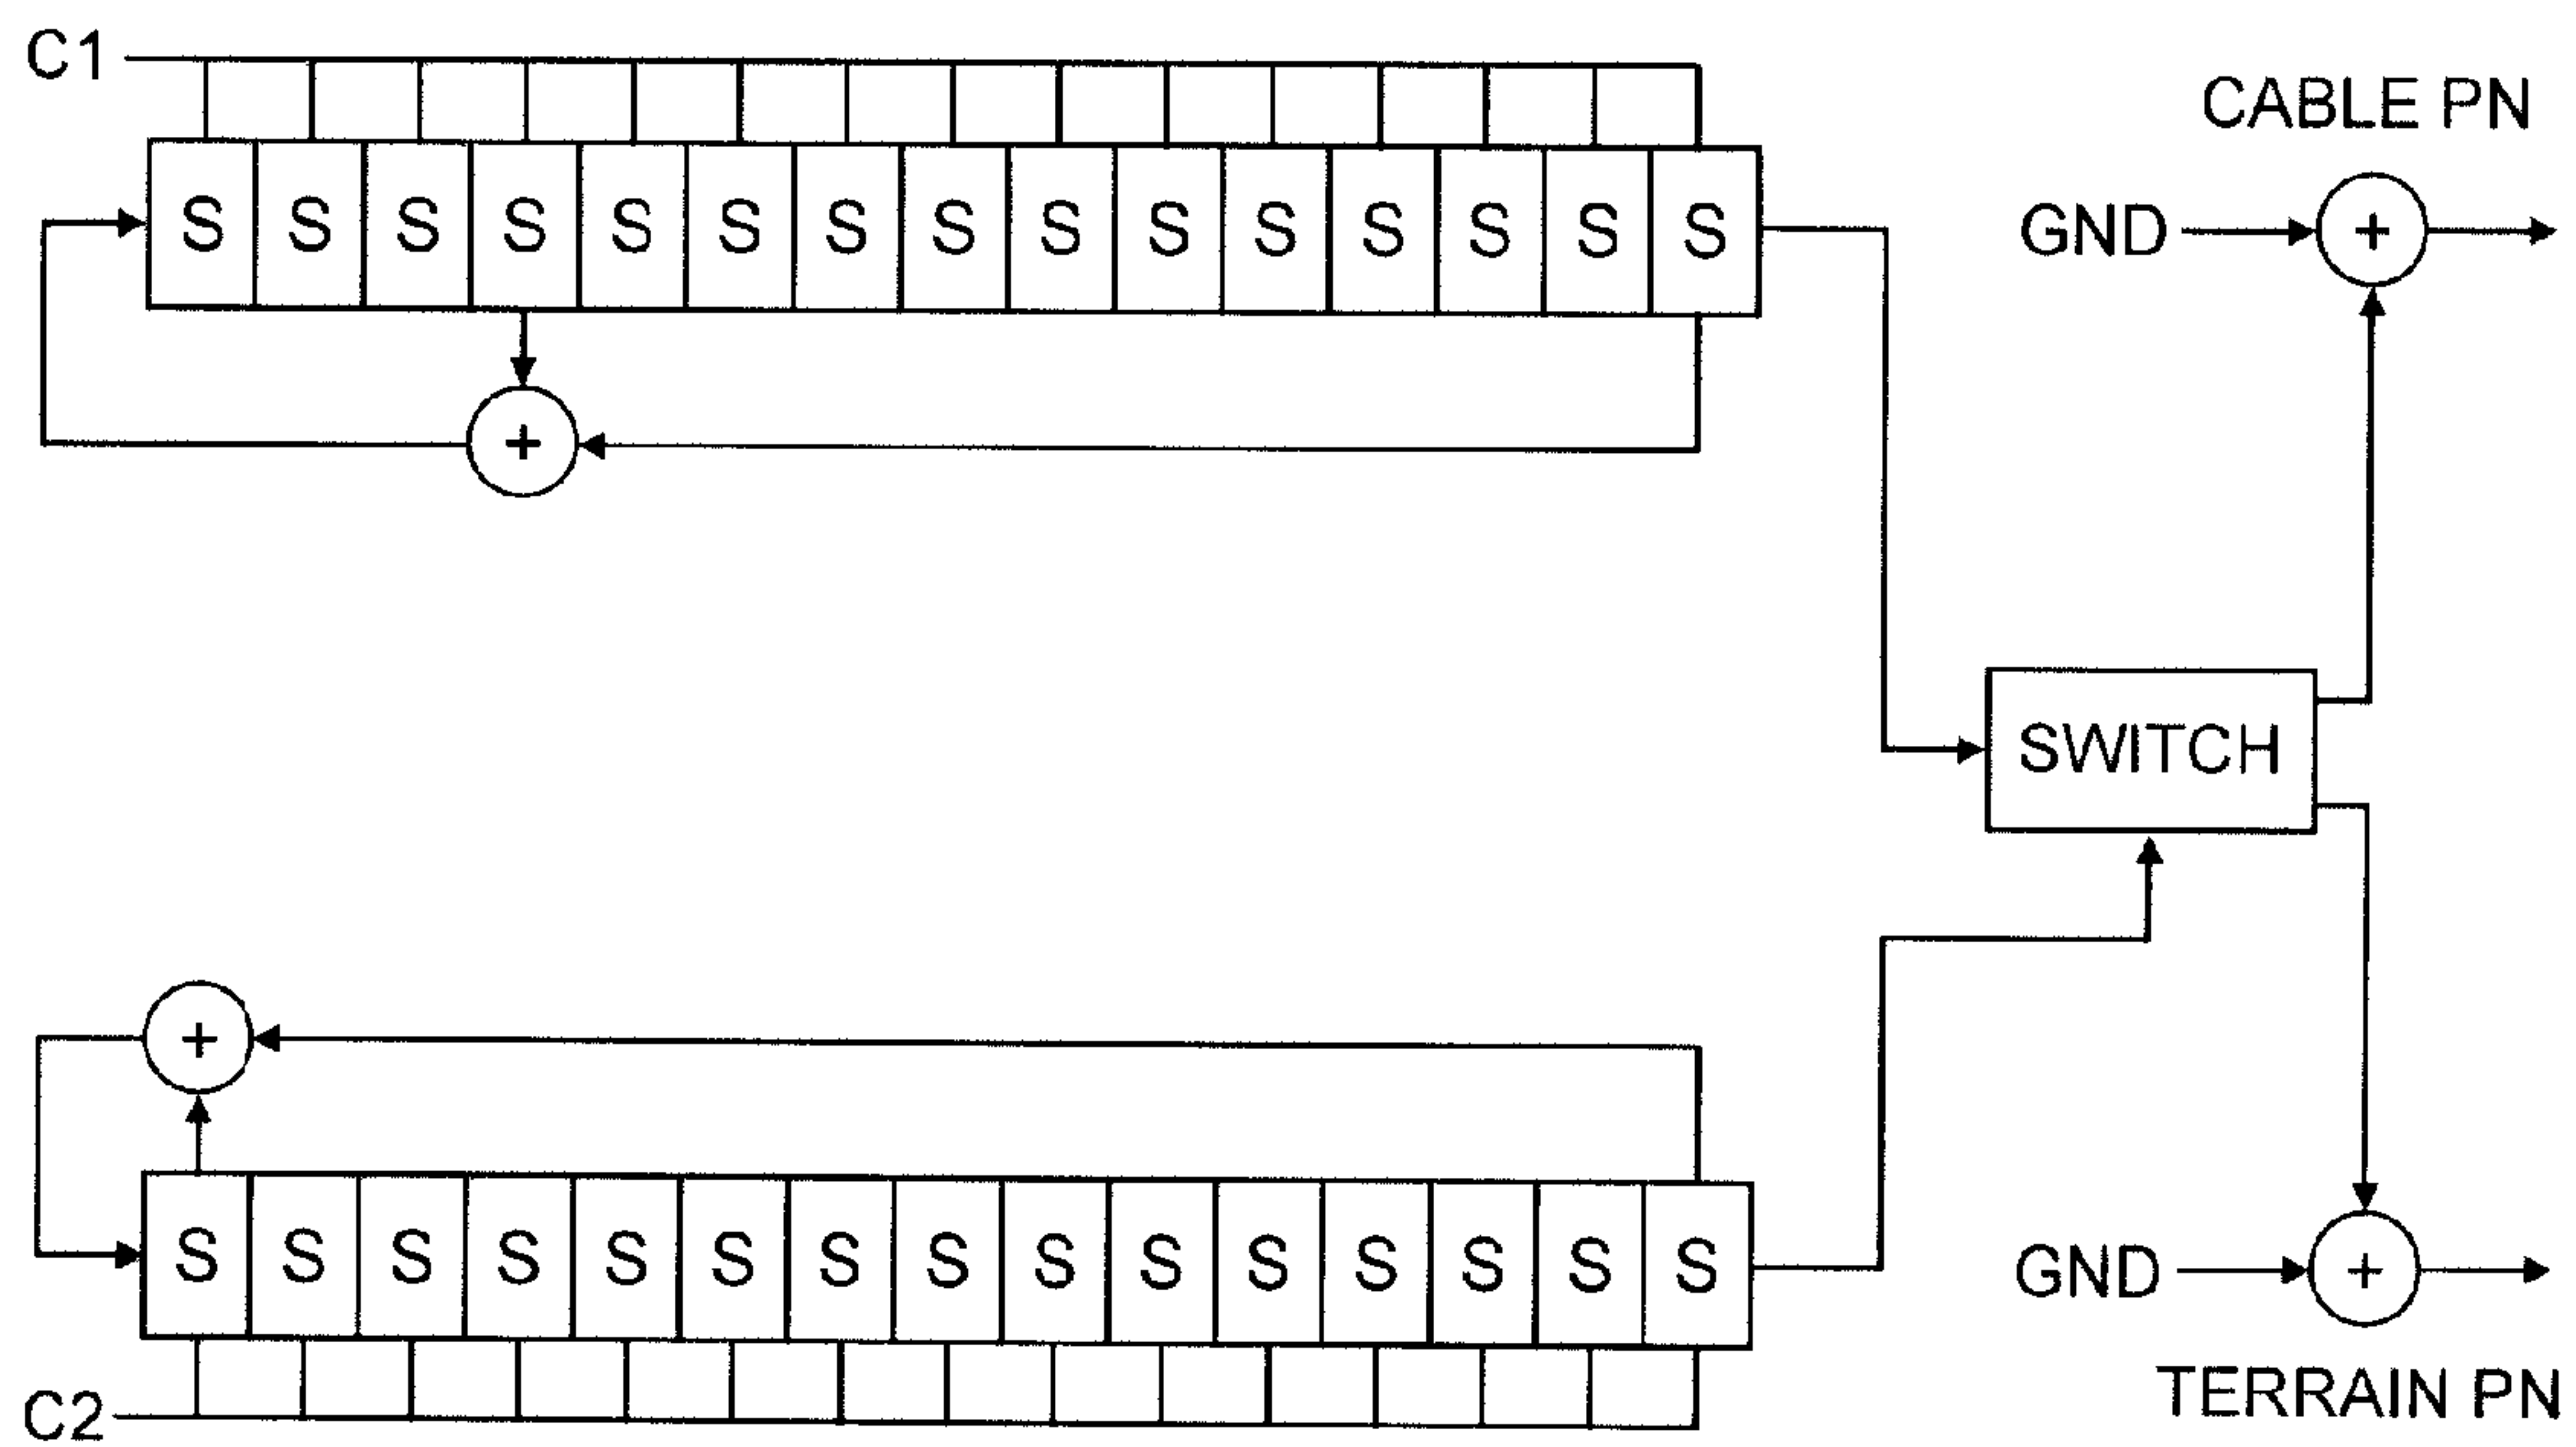 C1
CABLE PN
S S S S S S S S S S S S S S S
GND +
+
SWITCH
+
S S S S S S S S S S S S S S S
GND +
TERRAIN PN
C2